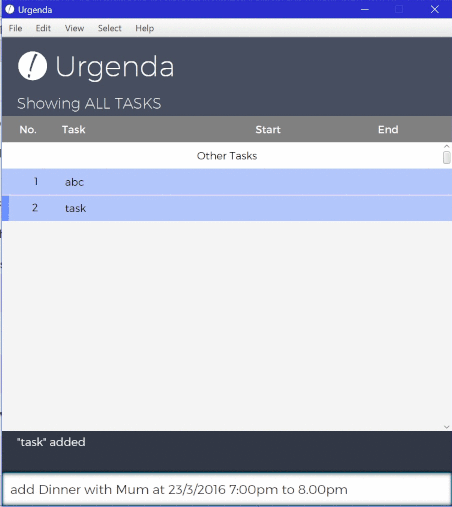 Urgenda
File Edit View Select Help
! Urgenda
Showing ALL TASKS
No. Task Start End
Other Tasks
1 abc
2 task
"task" added
add Dinner with Mum at 23/3/2016 7:00pm to 8.00pm